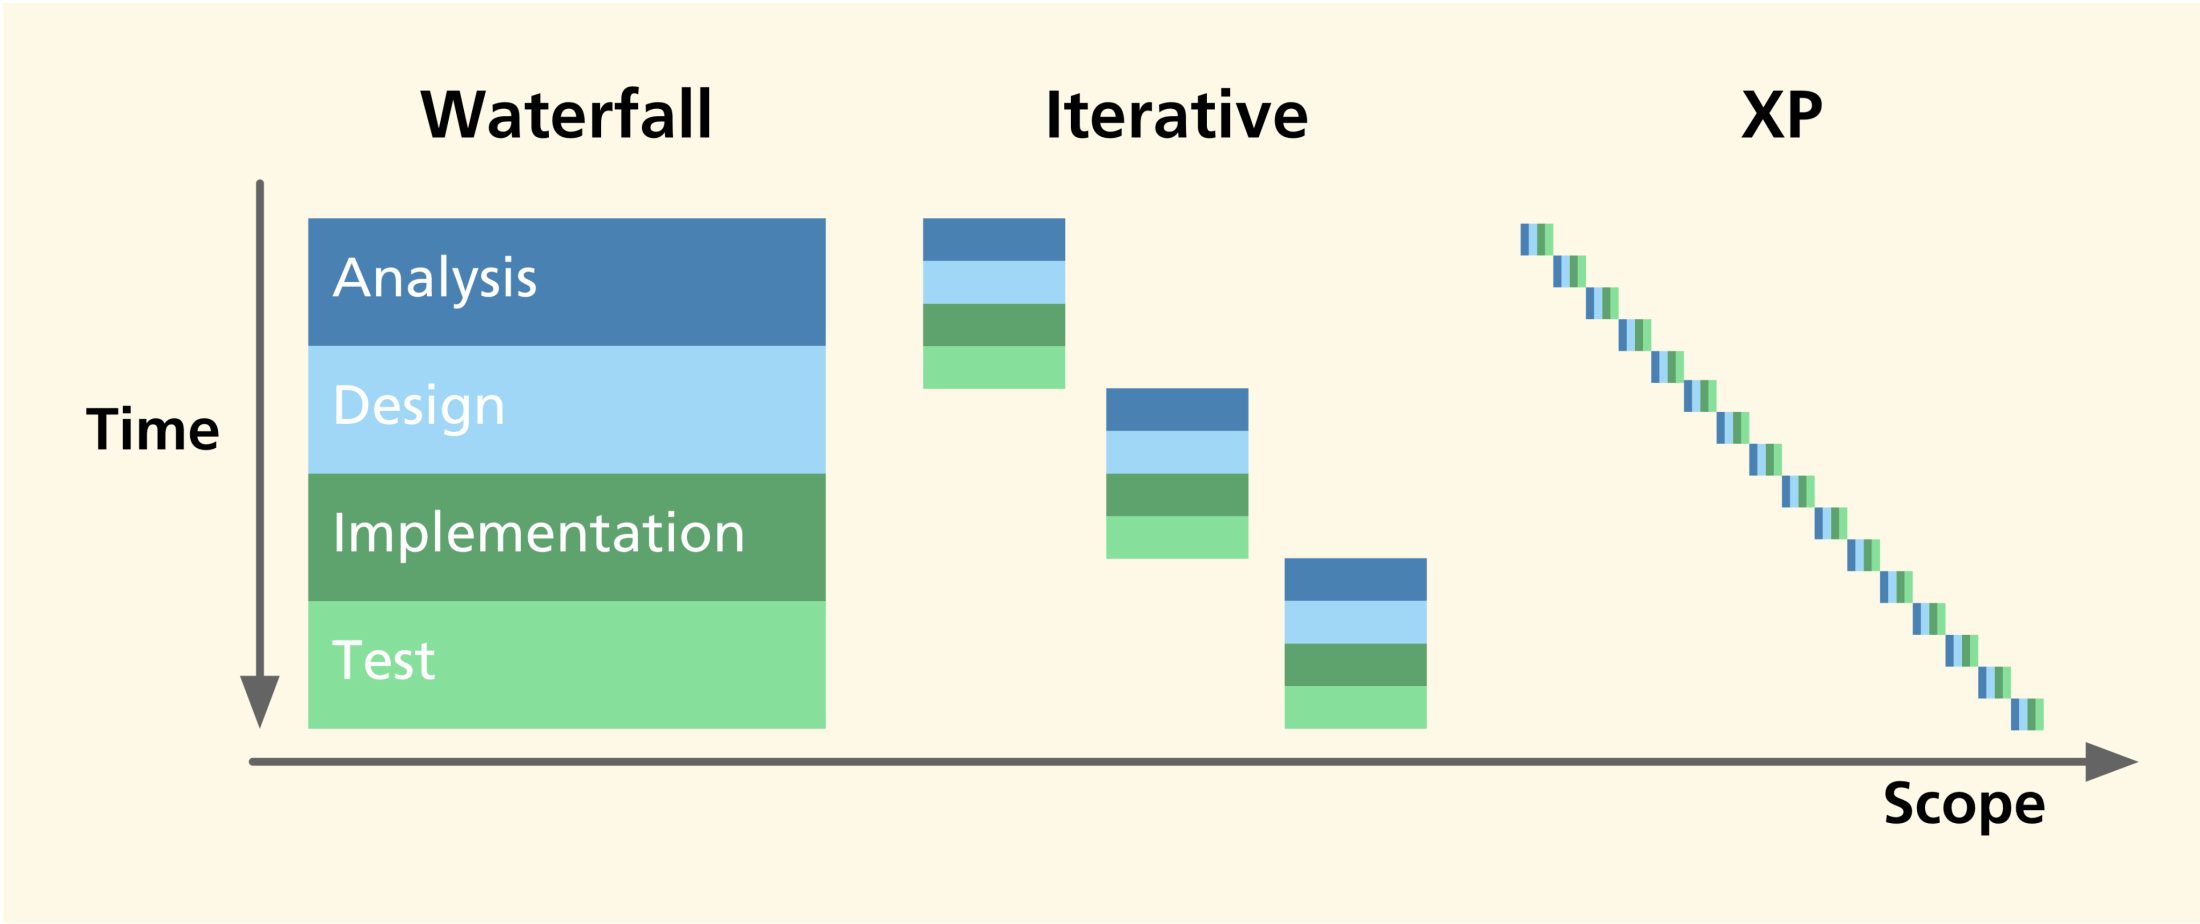 Waterfall
Iterative
XP
Time
Analysis
Design
Implementation
Test
Scope